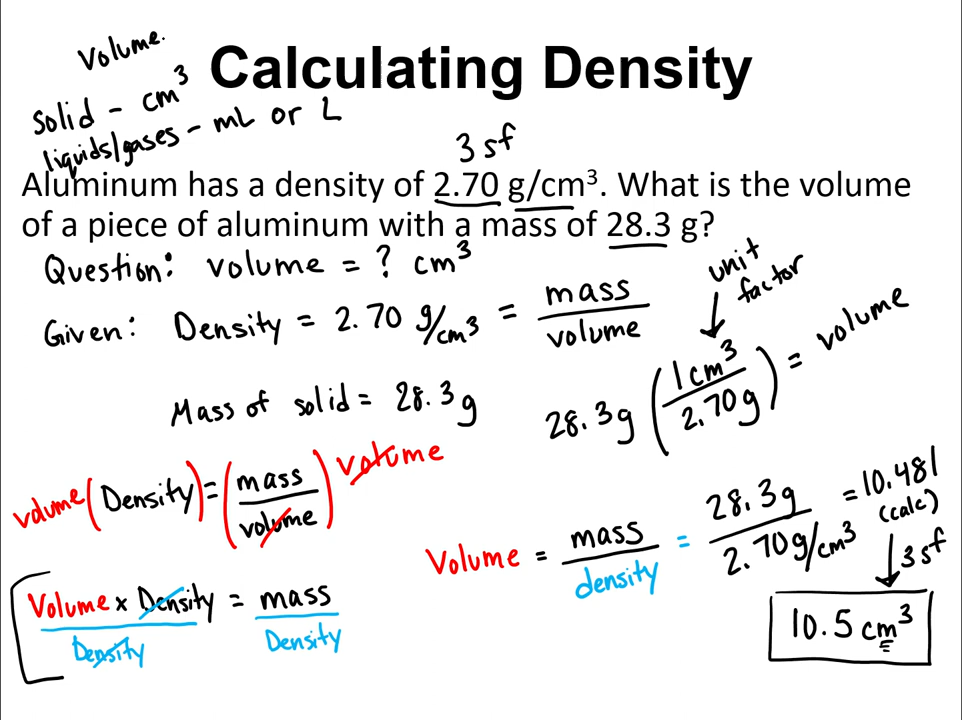 Volume.
Calculating Density
solid - cm³
liquids/gases - mL or L
3 sf
Aluminum has a density of 2.70 g/cm³. What is the volume
of a piece of aluminum with a mass of 28.3 g?
Question: volume = ? cm³
unit factor
Given: Density = 2.70 g/cm³ = mass/volume
Mass of solid = 28.3g
28.3g (1cm³/2.70g) = volume
volume (Density) = (mass/volume) volume
Volume x Density/Density = mass/Density
Volume = mass/density = 28.3g/2.70g/cm³ = 10.481
(calc)
3 sf
10.5 cm³